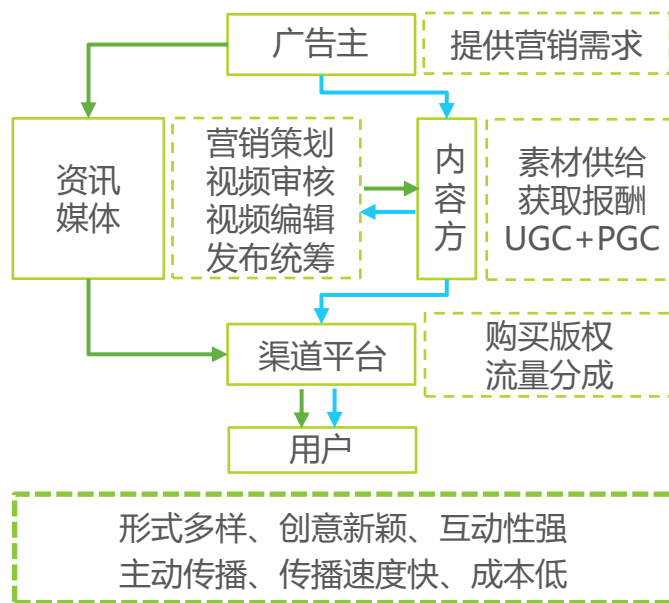 广告主
提供营销需求
资讯
媒体
营销策划
视频审核
视频编辑
发布统筹
内
容
方
素材供给
获取报酬
UGC+PGC
渠道平台
购买版权
流量分成
用户
形式多样、创意新颖、互动性强
主动传播、传播速度快、成本低